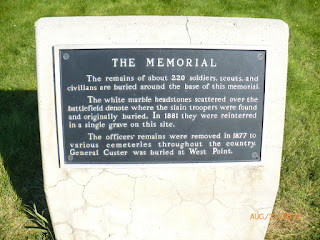 THE MEMORIAL
The remains of about 220 soldiers, scouts, and
civilians are buried around the base of this memorial
The white marble headstones scattered over the
battlefield denote where the slain troopers were found
and originally buried. In 1881 they were reinterred
in a single grave on this site.
The officers' remains were removed in 1877 to
various cemeteries throughout the country.
General Custer was buried at West Point.
AUG